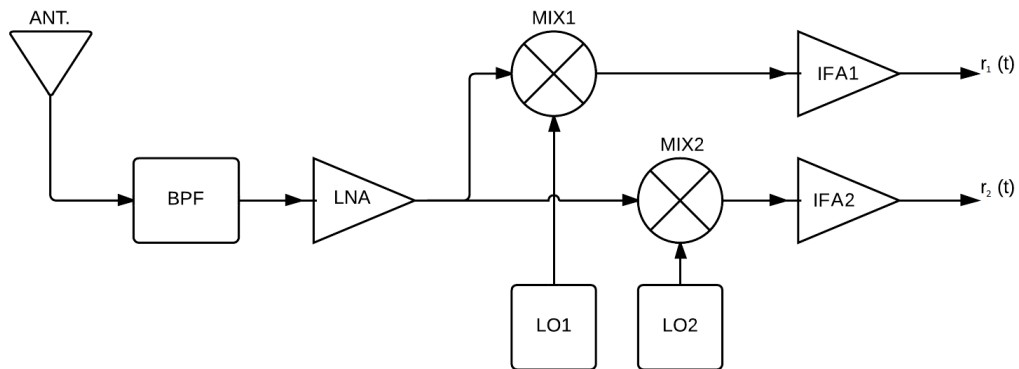 ANT.
MIX1
IFA1
r₁ (t)
MIX2
BPF
LNA
IFA2
r₂ (t)
LO1
LO2